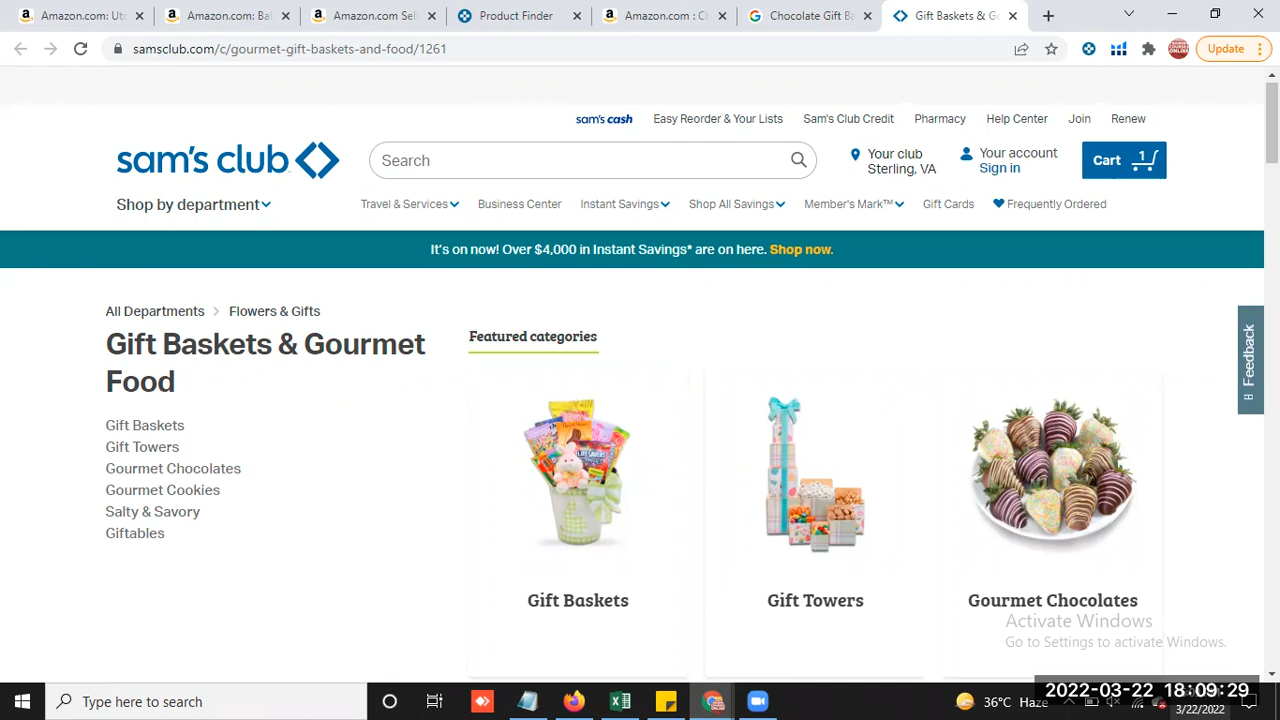 Amazon.com: Uto
Amazon.com: Bal
Amazon.com Sell
Product Finder
Amazon.com : Cl
Chocolate Gift Ba
Gift Baskets & Go
samsclub.com/c/gourmet-gift-baskets-and-food/1261
Update
sam's cash
Easy Reorder & Your Lists
Sam's Club Credit
Pharmacy
Help Center
Join
Renew
sam's club
Search
Your club
Sterling, VA
Your account
Sign in
Cart
1
Shop by department
Travel & Services
Business Center
Instant Savings
Shop All Savings
Member's Mark™
Gift Cards
Frequently Ordered
It's on now! Over $4,000 in Instant Savings* are on here. Shop now.
All Departments
Flowers & Gifts
Gift Baskets & Gourmet
Food
Gift Baskets
Gift Towers
Gourmet Chocolates
Gourmet Cookies
Salty & Savory
Giftables
Featured categories
Feedback
LIFE SAVERS
Gift Baskets
Gift Towers
Gourmet Chocolates
Activate Windows
Go to Settings to activate Windows.
Type here to search
36°C Haze
2022-03-22 18:09:29
3/22/2022